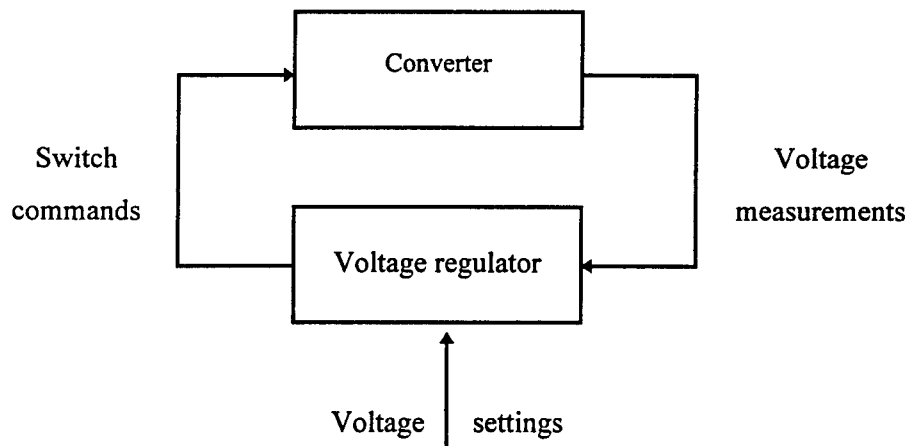 Converter
Switch
commands
Voltage
measurements
Voltage regulator
Voltage settings